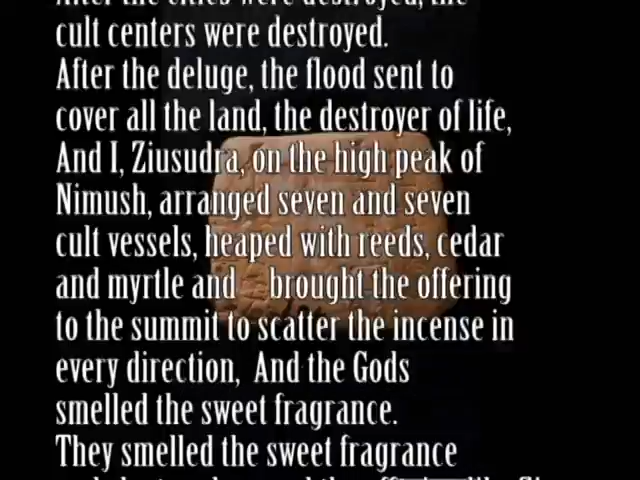 After the cities were destroyed, the
cult centers were destroyed.
After the deluge, the flood sent to
cover all the land, the destroyer of life,
And I, Ziusudra, on the high peak of
Nimush, arranged seven and seven
cult vessels, heaped with reeds, cedar
and myrtle and brought the offering
to the summit to scatter the incense in
every direction, And the Gods
smelled the sweet fragrance.
They smelled the sweet fragrance